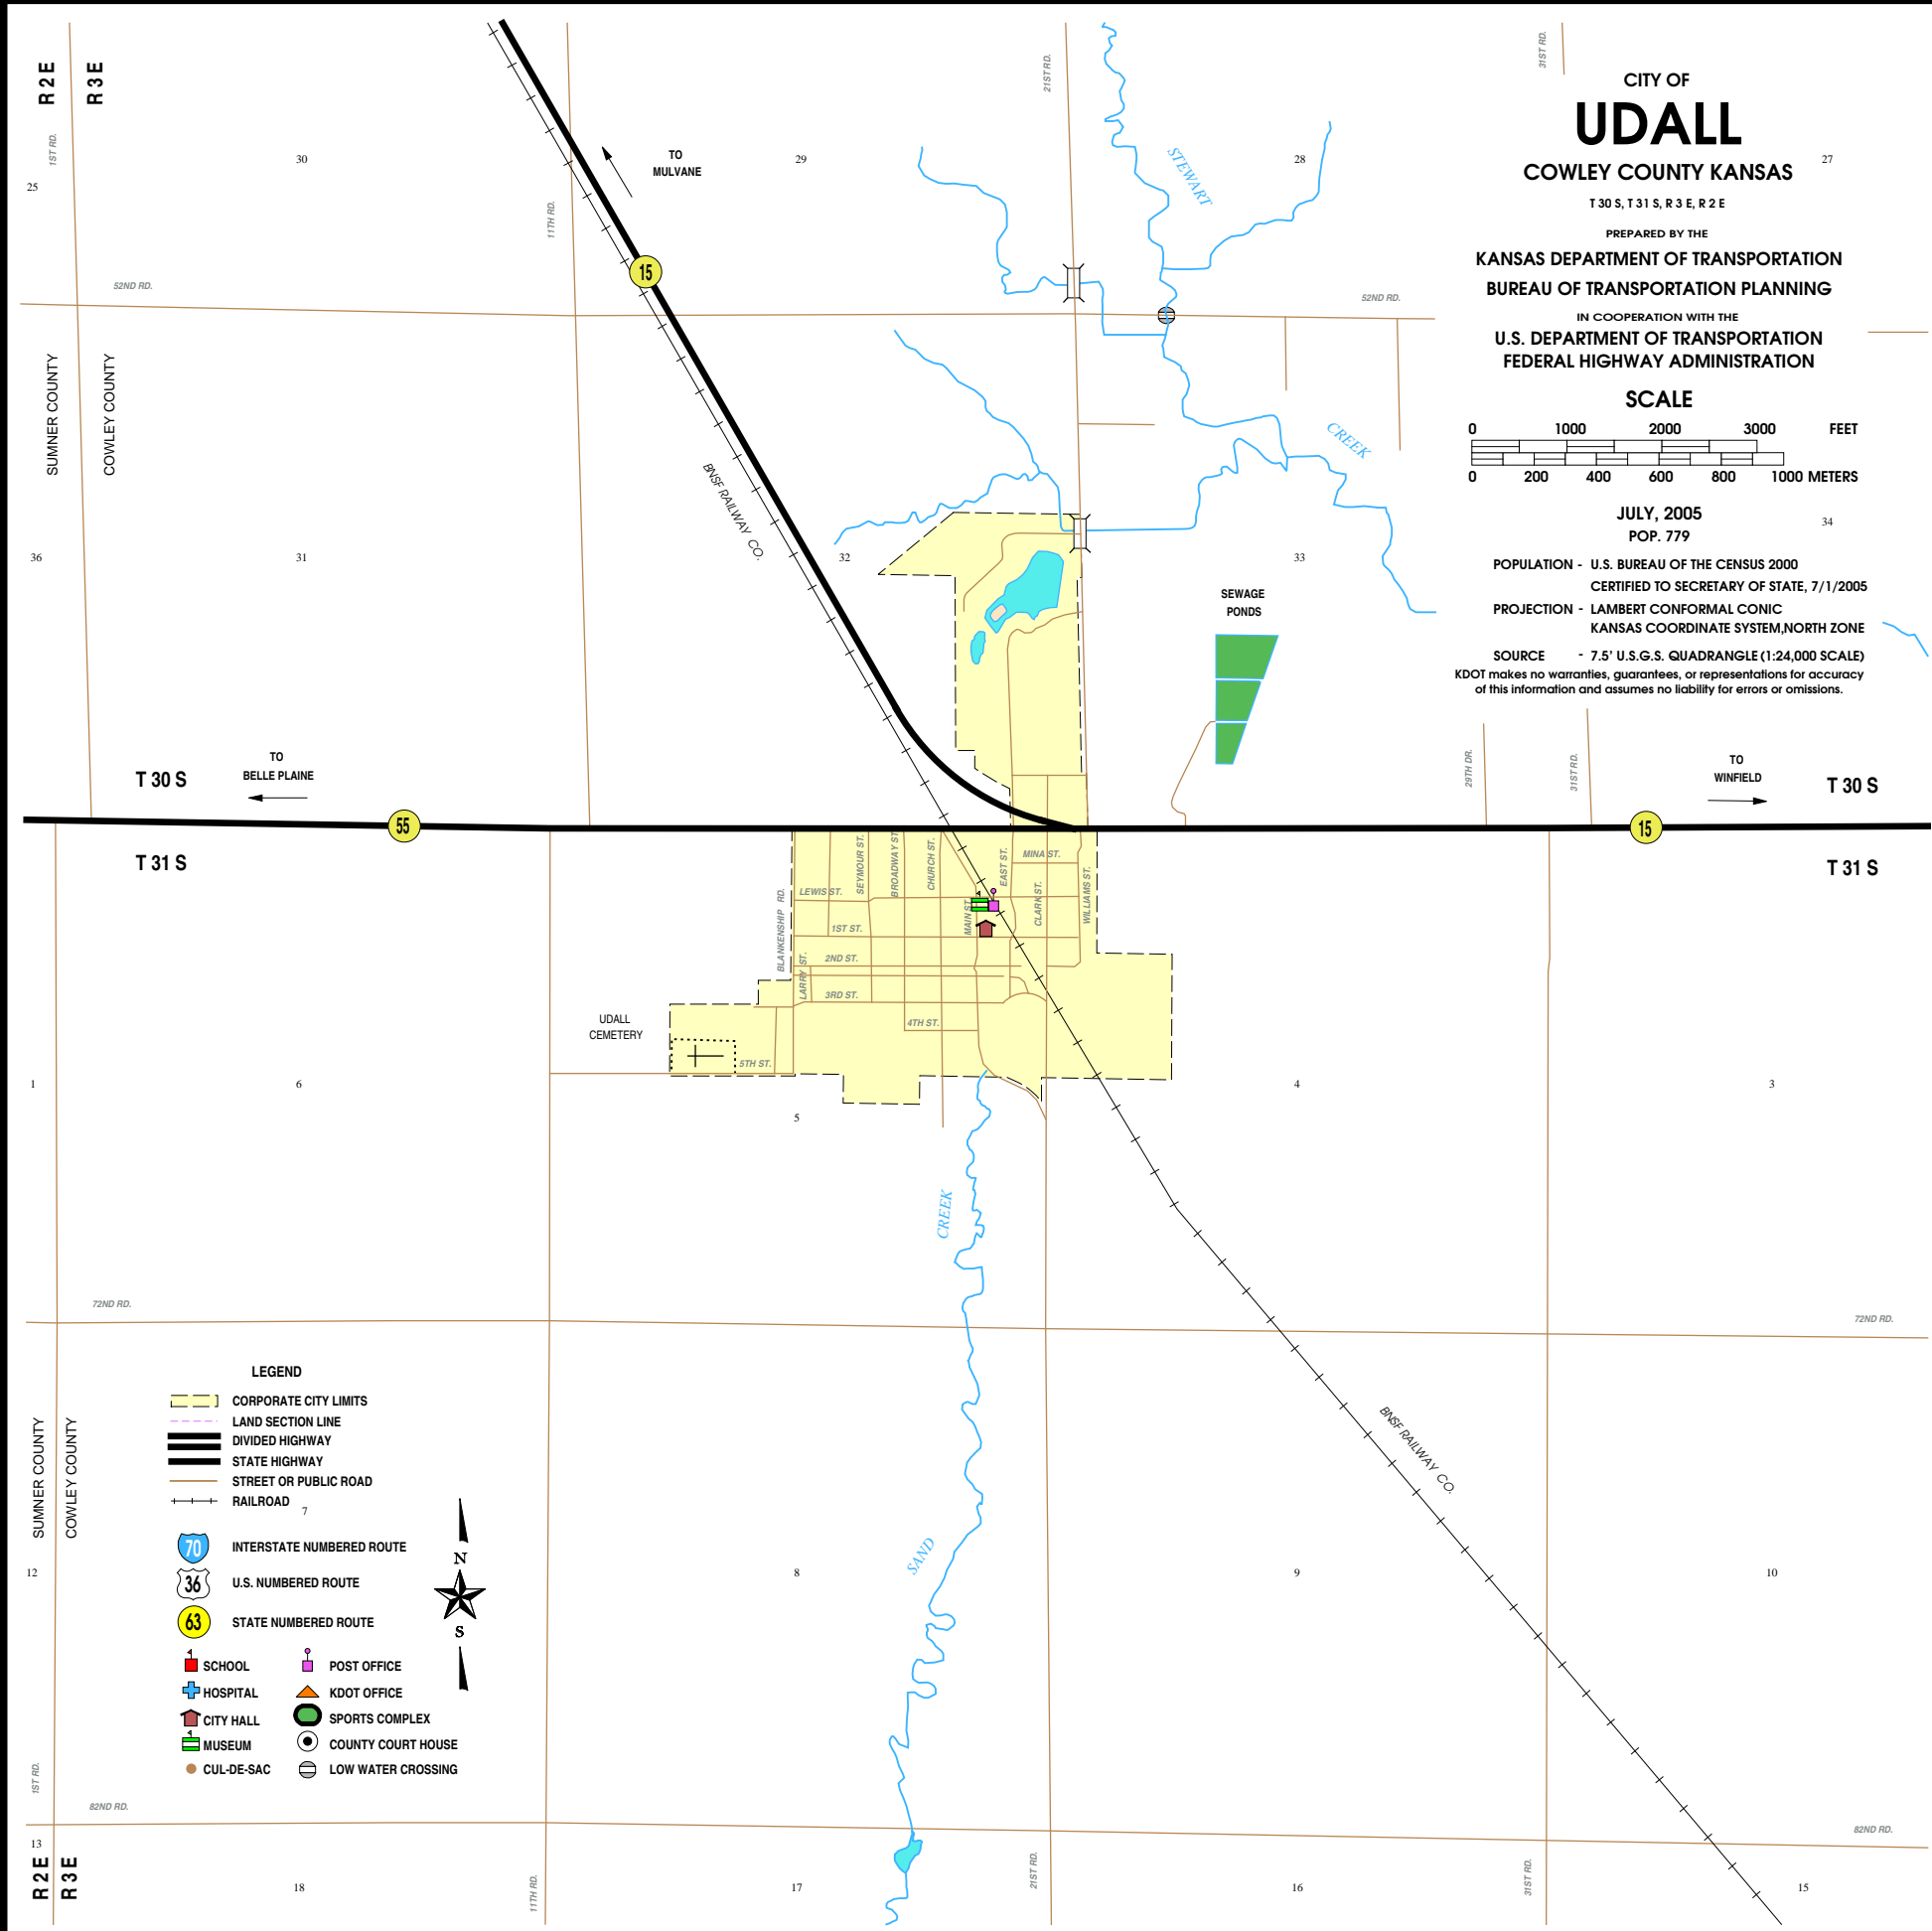 R 2 E
R 3 E
1ST RD.
21ST RD.
31ST RD.
CITY OF
UDALL
COWLEY COUNTY KANSAS
T 30 S, T 31 S, R 3 E, R 2 E
PREPARED BY THE
KANSAS DEPARTMENT OF TRANSPORTATION
BUREAU OF TRANSPORTATION PLANNING
IN COOPERATION WITH THE
U.S. DEPARTMENT OF TRANSPORTATION
FEDERAL HIGHWAY ADMINISTRATION
SCALE
0 1000 2000 3000 FEET
0 200 400 600 800 1000 METERS
JULY, 2005
POP. 779
POPULATION - U.S. BUREAU OF THE CENSUS 2000
CERTIFIED TO SECRETARY OF STATE, 7/1/2005
PROJECTION - LAMBERT CONFORMAL CONIC
KANSAS COORDINATE SYSTEM,NORTH ZONE
SOURCE - 7.5' U.S.G.S. QUADRANGLE (1:24,000 SCALE)
KDOT makes no warranties, guarantees, or representations for accuracy
of this information and assumes no liability for errors or omissions.
30
29
28
27
25
TO
MULVANE
11TH RD.
STEWART
15
52ND RD.
52ND RD.
SUMNER COUNTY
COWLEY COUNTY
CREEK
BNSF RAILWAY CO.
36
31
32
33
34
SEWAGE
PONDS
TO
BELLE PLAINE
T 30 S
29TH DR.
31ST RD.
TO
WINFIELD
T 30 S
55
15
T 31 S
T 31 S
SEYMOUR ST.
BROADWAY ST.
CHURCH ST.
EAST ST.
MINA ST.
LEWIS ST.
BLANKENSHIP RD.
MAIN ST.
CLARK ST.
WILLIAMS ST.
1ST ST.
2ND ST.
LARRY ST.
3RD ST.
4TH ST.
5TH ST.
UDALL
CEMETERY
1
6
5
4
3
CREEK
72ND RD.
72ND RD.
SUMNER COUNTY
COWLEY COUNTY
BNSF RAILWAY CO.
SAND
LEGEND
CORPORATE CITY LIMITS
LAND SECTION LINE
DIVIDED HIGHWAY
STATE HIGHWAY
STREET OR PUBLIC ROAD
RAILROAD
7
70 INTERSTATE NUMBERED ROUTE
36 U.S. NUMBERED ROUTE
63 STATE NUMBERED ROUTE
N
S
SCHOOL
POST OFFICE
HOSPITAL
KDOT OFFICE
CITY HALL
SPORTS COMPLEX
MUSEUM
COUNTY COURT HOUSE
CUL-DE-SAC
LOW WATER CROSSING
12
8
9
10
1ST RD.
82ND RD.
82ND RD.
13
R 2 E
R 3 E
18
11TH RD.
17
21ST RD.
16
31ST RD.
15